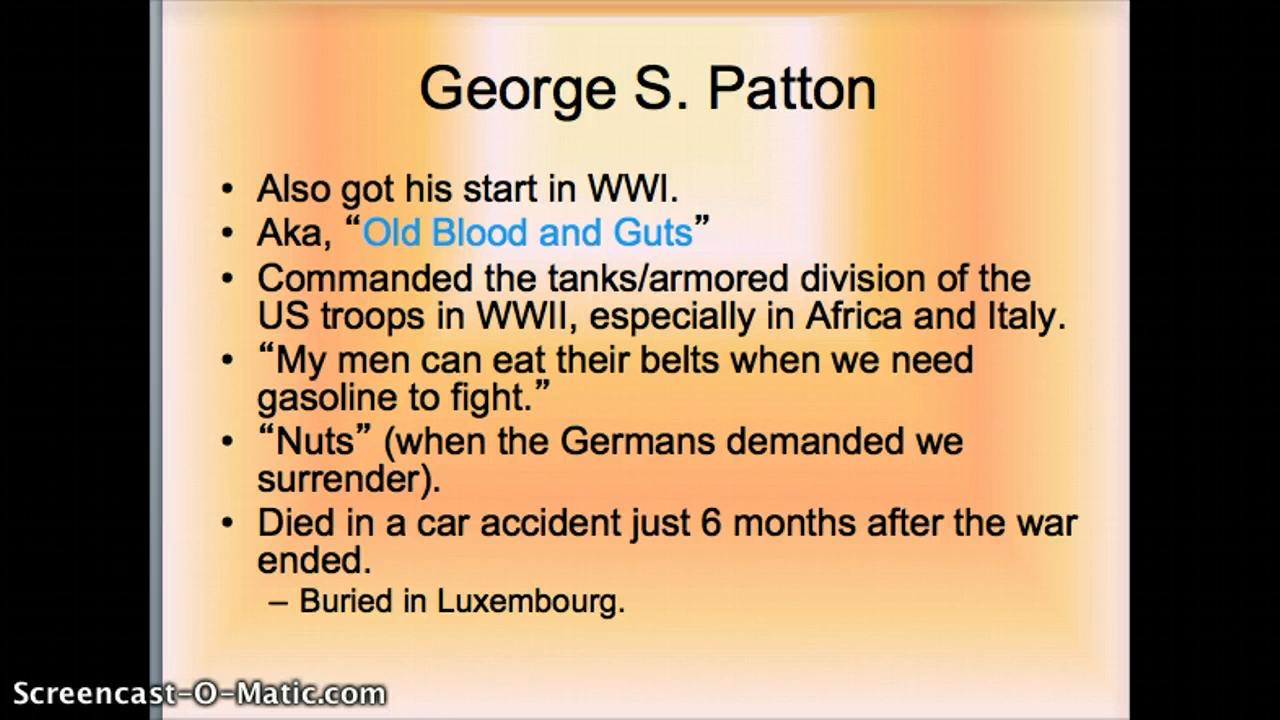 George S. Patton
• Also got his start in WWI.
• Aka, “Old Blood and Guts”
• Commanded the tanks/armored division of the
US troops in WWII, especially in Africa and Italy.
• “My men can eat their belts when we need
gasoline to fight.”
• “Nuts” (when the Germans demanded we
surrender).
• Died in a car accident just 6 months after the war
ended.
– Buried in Luxembourg.
Screencast-O-Matic.com